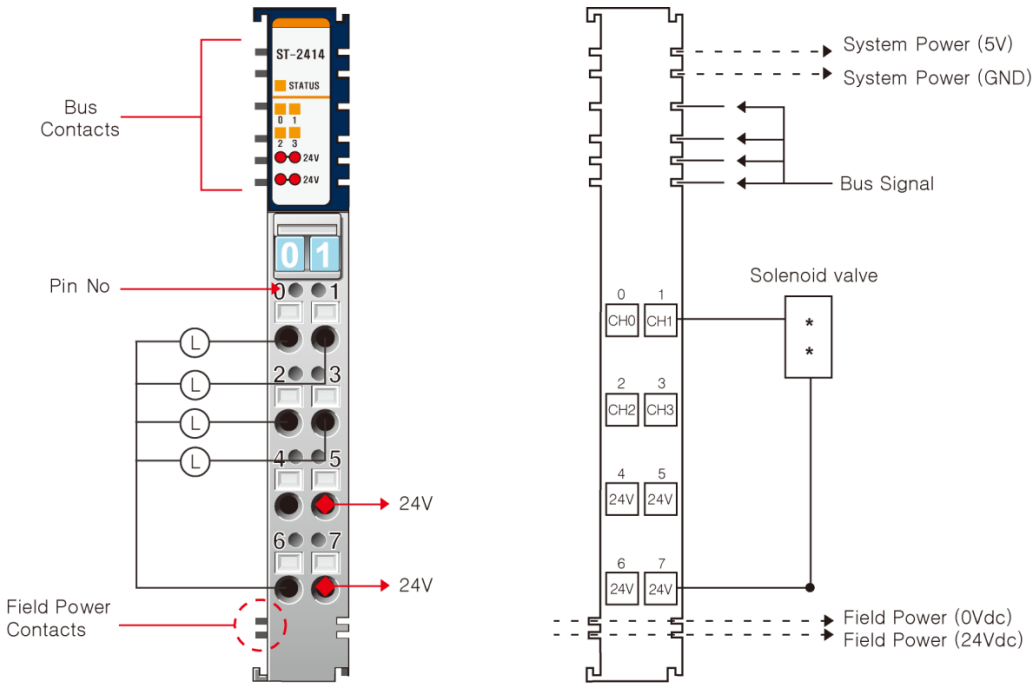 ST-2414
STATUS
0 1
2 3
24V
24V
Bus
Contacts
01
Pin No
0 1
L
L
2 3
L
L
4 5
24V
6 7
24V
Field Power
Contacts
System Power (5V)
System Power (GND)
Bus Signal
Solenoid valve
0 1
CH0 CH1
*
*
2 3
CH2 CH3
4 5
24V 24V
6 7
24V 24V
Field Power (0Vdc)
Field Power (24Vdc)